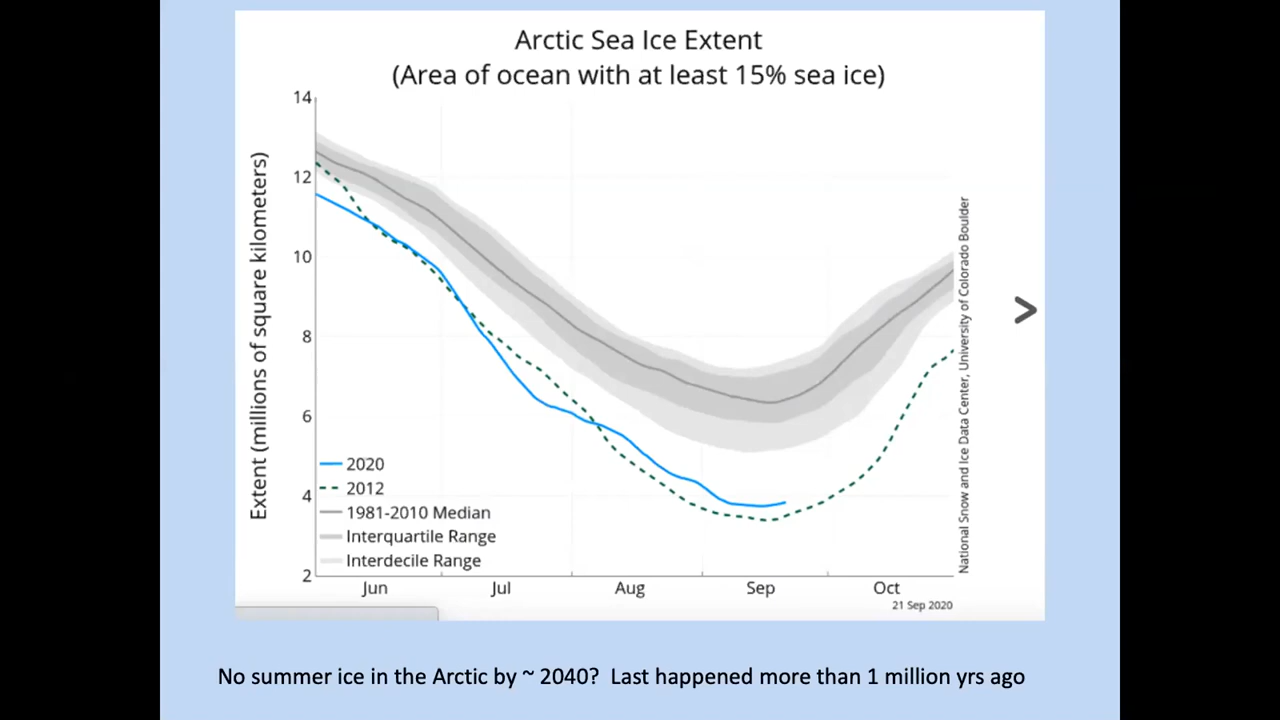 Arctic Sea Ice Extent
(Area of ocean with at least 15% sea ice)
Extent (millions of square kilometers)
14
12
10
8
6
4
2
2020
2012
1981-2010 Median
Interquartile Range
Interdecile Range
Jun Jul Aug Sep Oct
21 Sep 2020
National Snow and Ice Data Center, University of Colorado Boulder
>
No summer ice in the Arctic by ~ 2040? Last happened more than 1 million yrs ago